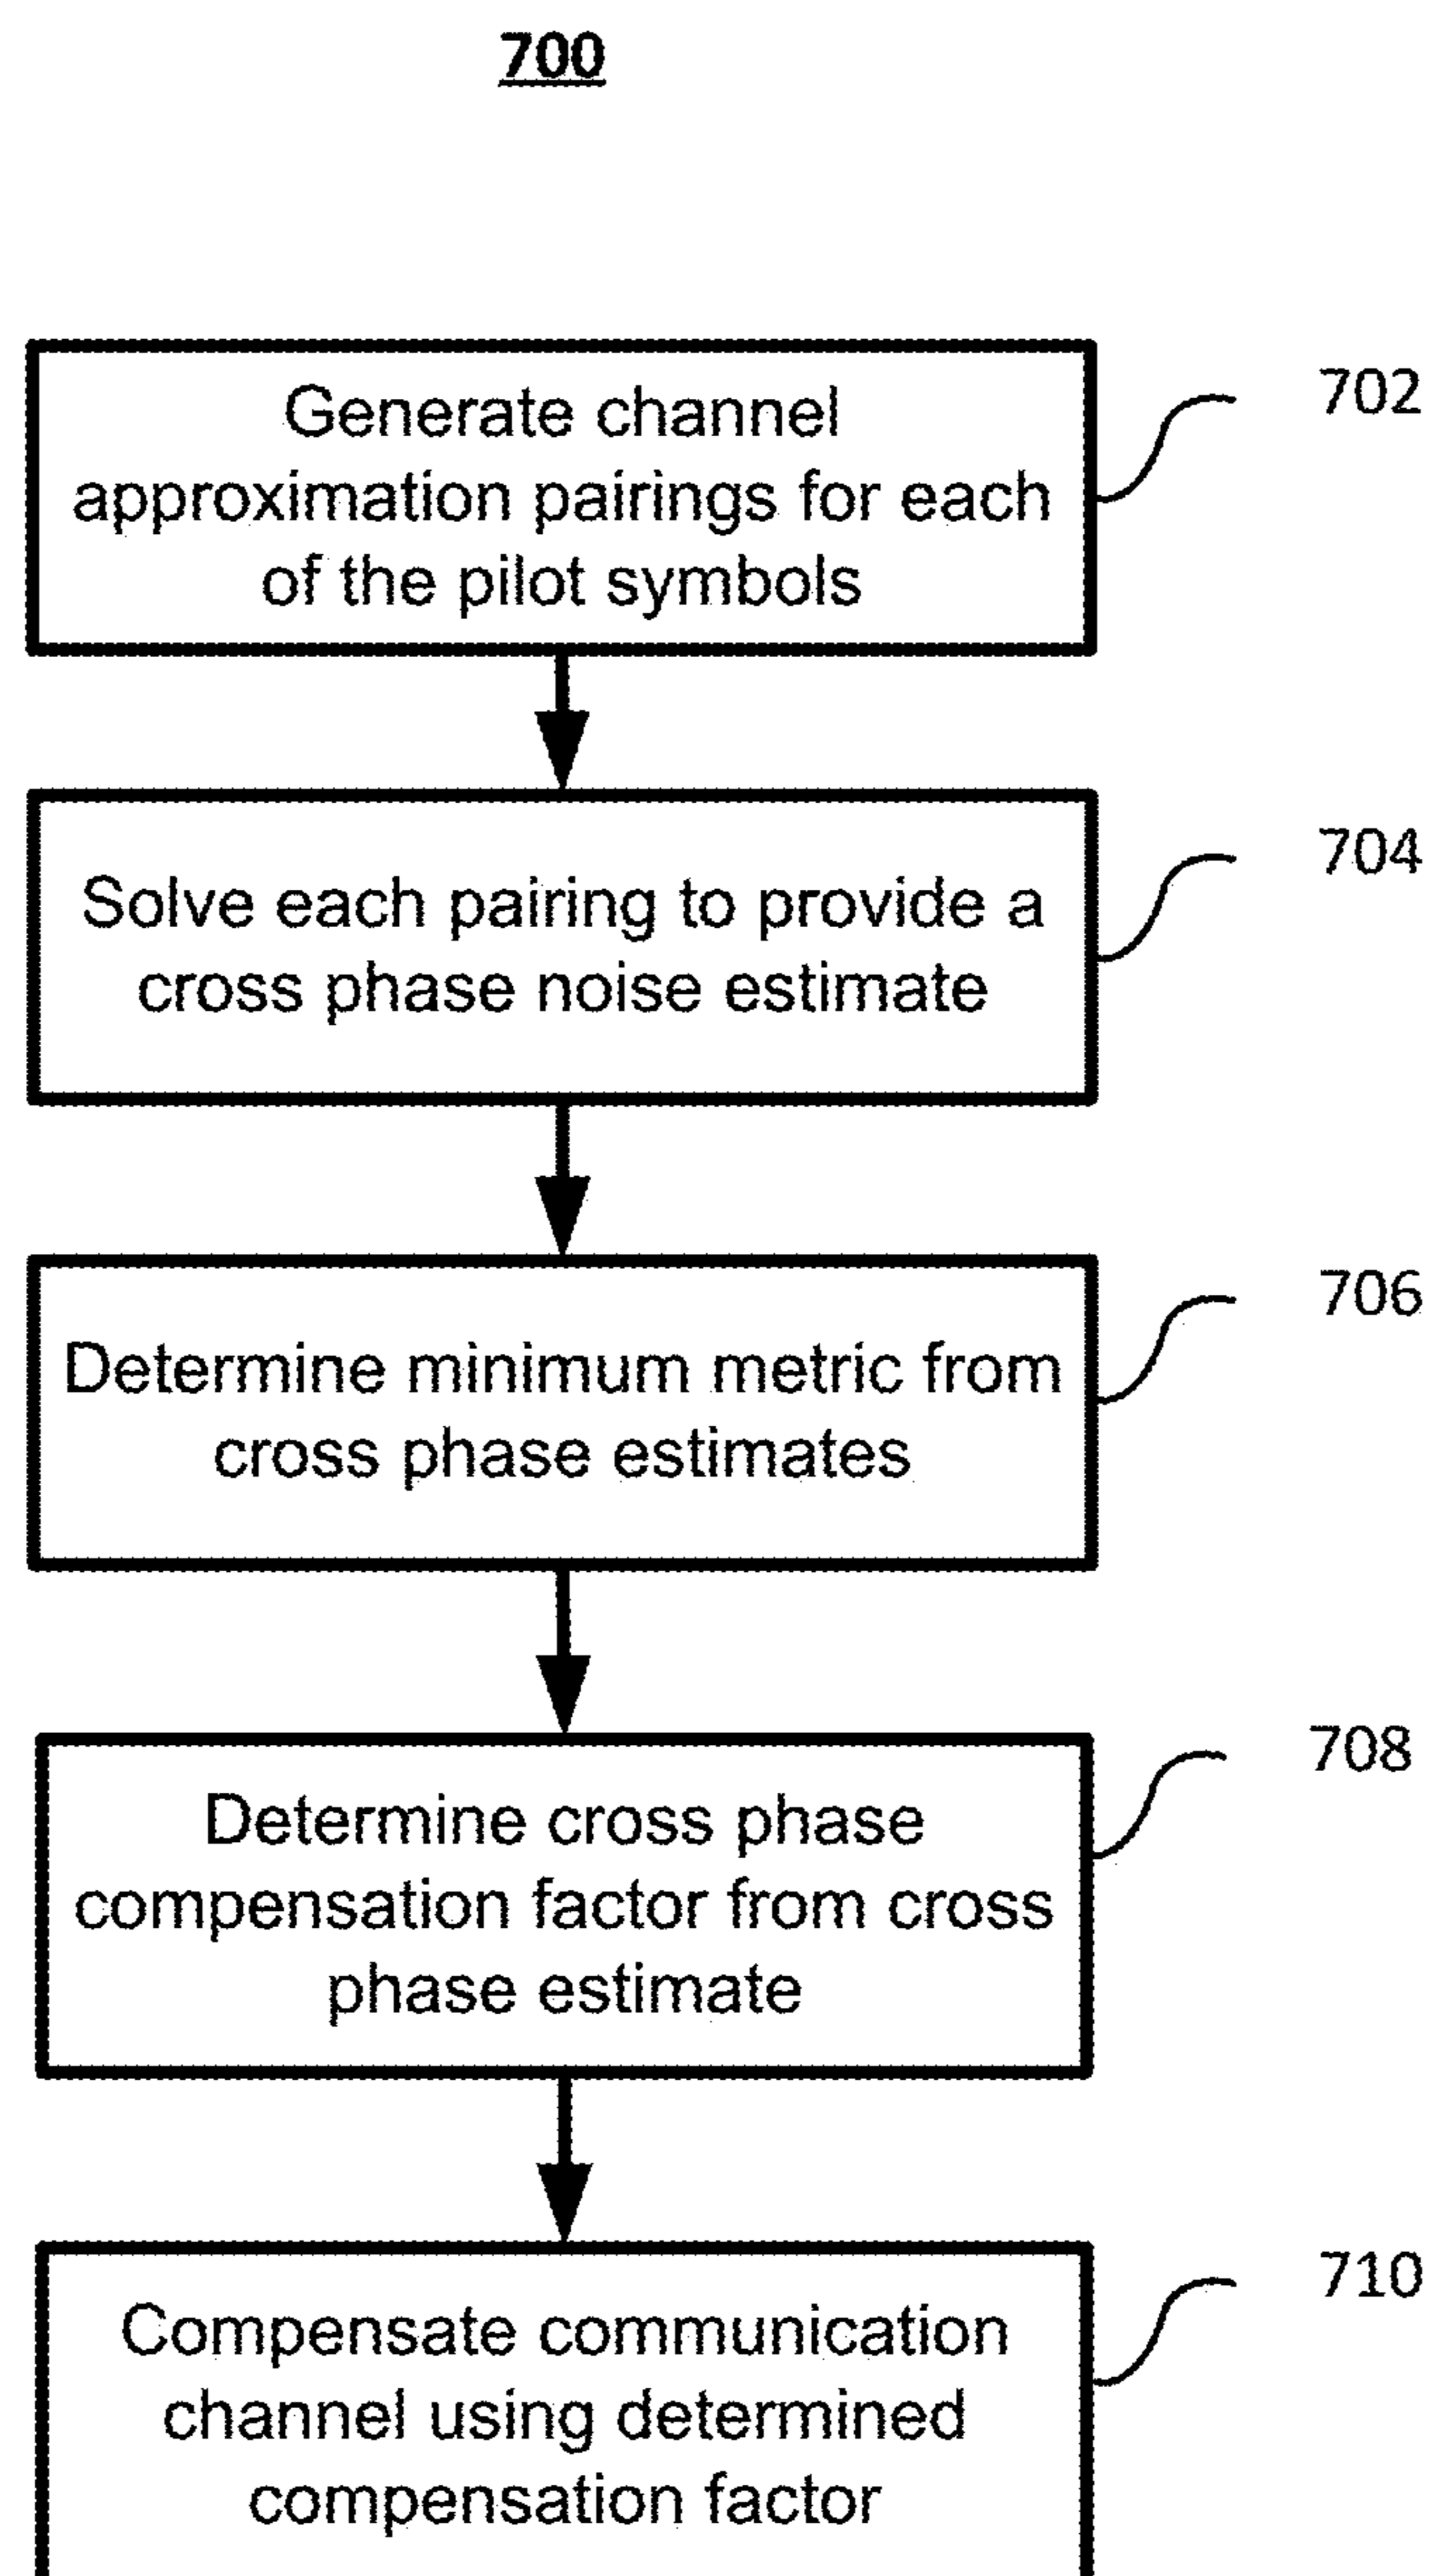 700
Generate channel
approximation pairings for each
of the pilot symbols
702
Solve each pairing to provide a
cross phase noise estimate
704
Determine minimum metric from
cross phase estimates
706
Determine cross phase
compensation factor from cross
phase estimate
708
Compensate communication
channel using determined
compensation factor
710